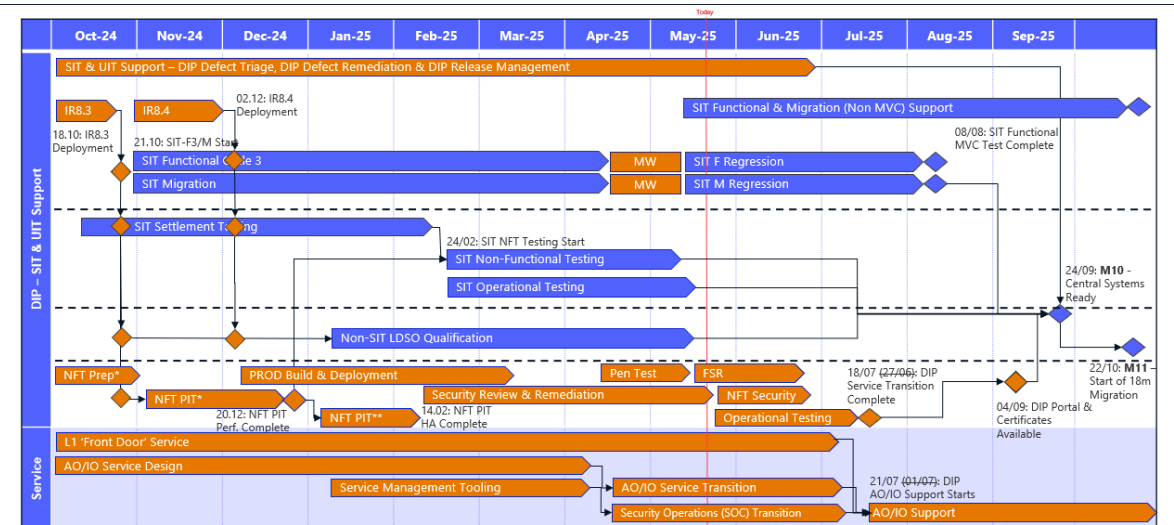 Today
Oct-24
Nov-24
Dec-24
Jan-25
Feb-25
Mar-25
Apr-25
May-25
Jun-25
Jul-25
Aug-25
Sep-25
DIP – SIT & UIT Support
SIT & UIT Support – DIP Defect Triage, DIP Defect Remediation & DIP Release Management
IR8.3
IR8.4
02.12: IR8.4
Deployment
SIT Functional & Migration (Non MVC) Support
18.10: IR8.3
Deployment
21.10: SIT-F3/M Start
08/08: SIT Functional
MVC Test Complete
SIT Functional Cycle 3
MW
SIT F Regression
SIT Migration
MW
SIT M Regression
SIT Settlement Testing
24/02: SIT NFT Testing Start
SIT Non-Functional Testing
SIT Operational Testing
24/09: M10 -
Central Systems
Ready
Non-SIT LDSO Qualification
22/10: M11 –
Start of 18m
Migration
NFT Prep*
PROD Build & Deployment
Pen Test
FSR
18/07 (27/06): DIP
Service Transition
Complete
NFT PIT*
Security Review & Remediation
NFT Security
20.12: NFT PIT
Perf. Complete
NFT PIT**
14.02: NFT PIT
HA Complete
Operational Testing
04/09: DIP Portal &
Certificates
Available
Service
L1 'Front Door' Service
AO/IO Service Design
Service Management Tooling
AO/IO Service Transition
21/07 (01/07): DIP
AO/IO Support Starts
Security Operations (SOC) Transition
AO/IO Support